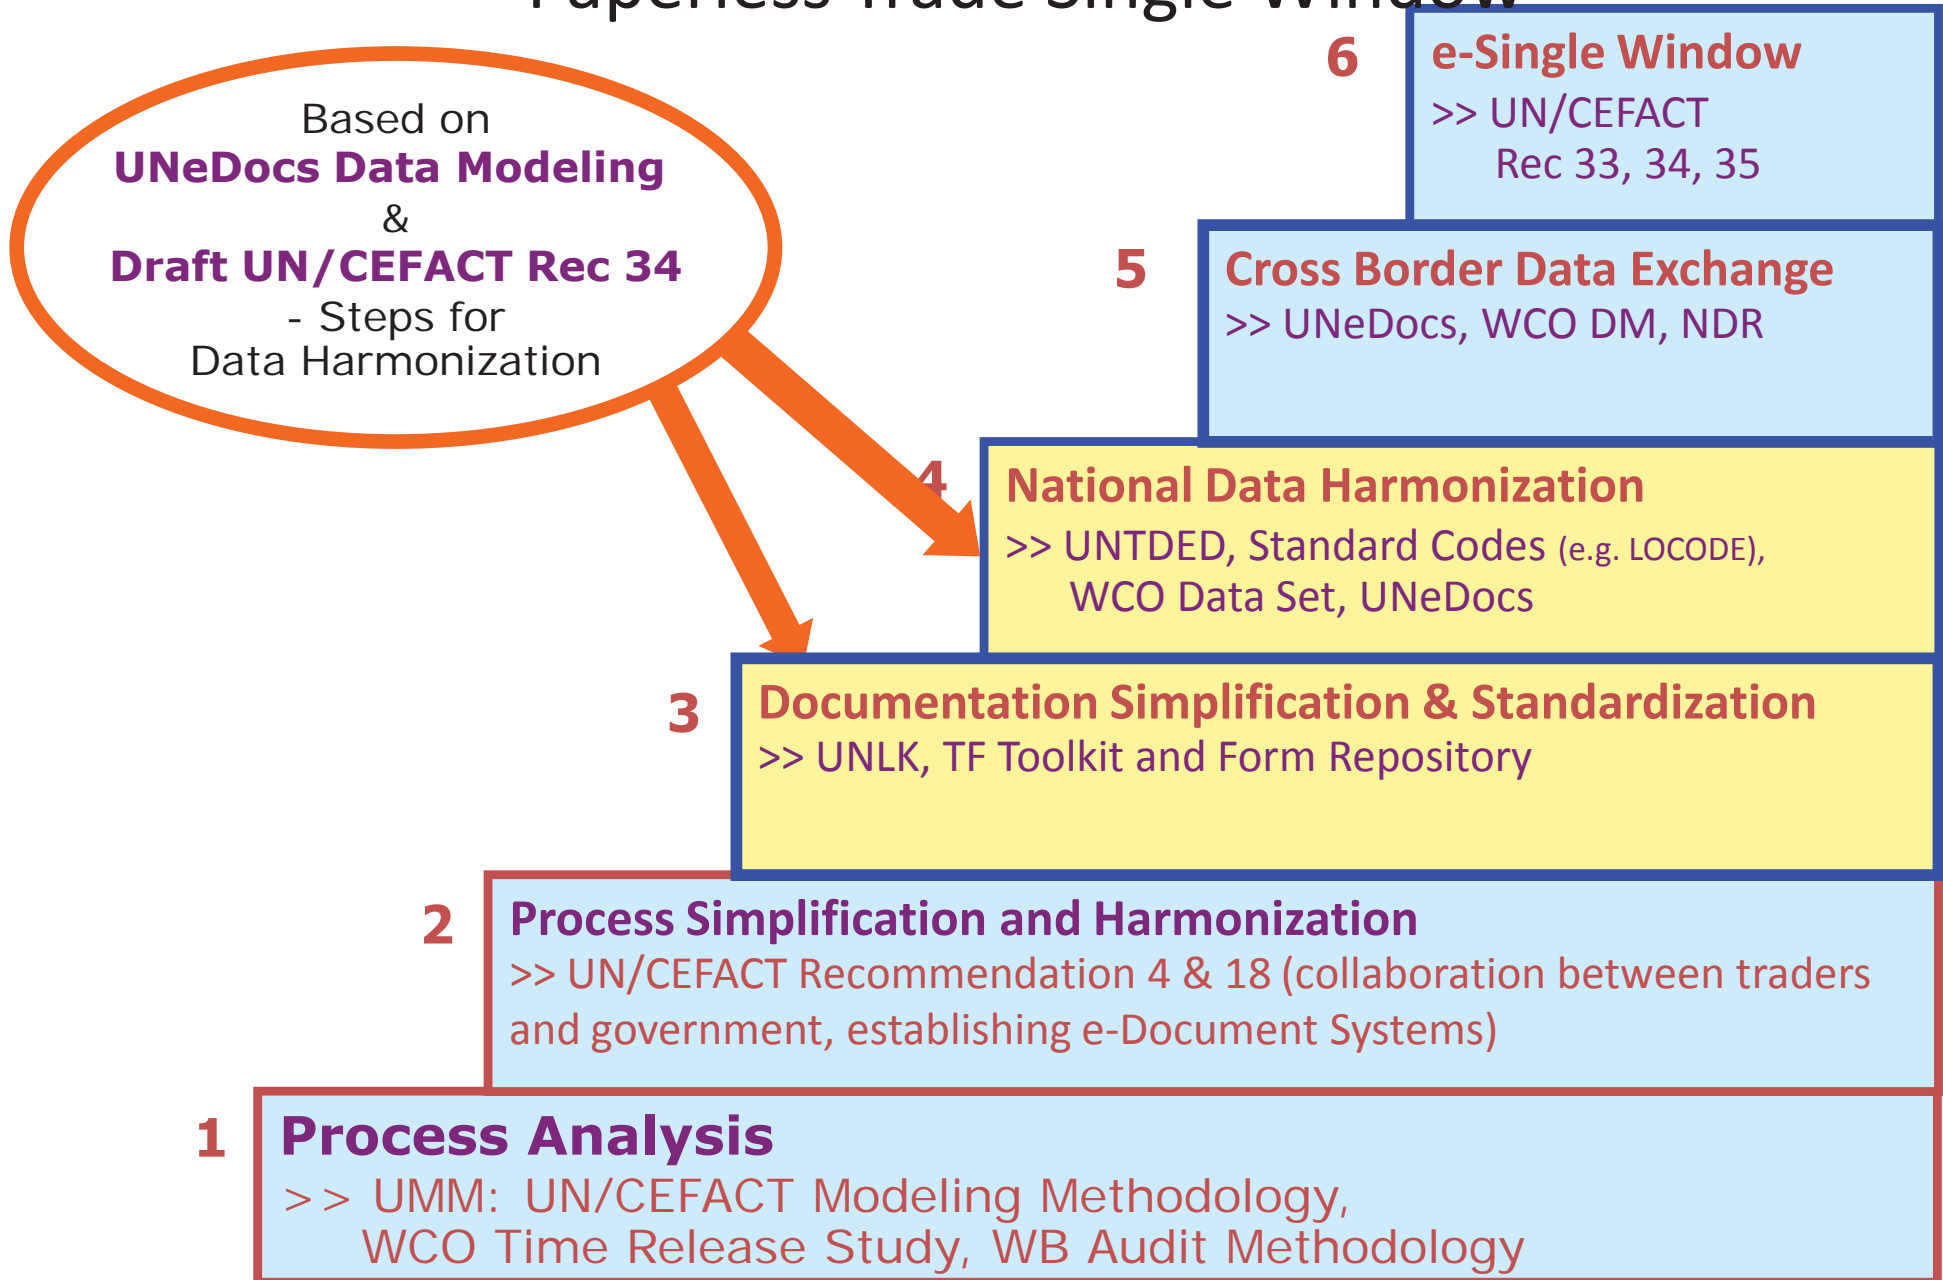 Paperless Trade Single Window
Based on
UNeDocs Data Modeling
&
Draft UN/CEFACT Rec 34
- Steps for
Data Harmonization
6
e-Single Window
>> UN/CEFACT
Rec 33, 34, 35
5
Cross Border Data Exchange
>> UNeDocs, WCO DM, NDR
4
National Data Harmonization
>> UNTDED, Standard Codes (e.g. LOCODE),
WCO Data Set, UNeDocs
3
Documentation Simplification & Standardization
>> UNLK, TF Toolkit and Form Repository
2
Process Simplification and Harmonization
>> UN/CEFACT Recommendation 4 & 18 (collaboration between traders
and government, establishing e-Document Systems)
1
Process Analysis
>> UMM: UN/CEFACT Modeling Methodology,
WCO Time Release Study, WB Audit Methodology